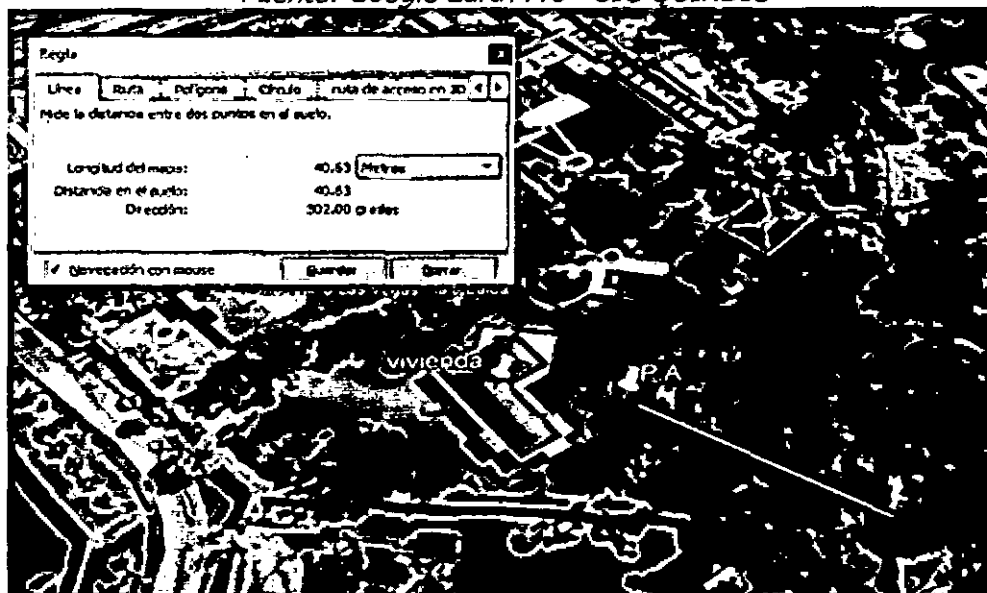 Regla
Línea Ruta Polígono Círculo ruta de acceso en 3D
Mide la distancia entre dos puntos en el suelo.
Longitud del mapa: 40.63 Metros
Distancia en el suelo: 40.63
Dirección: 302.00 grados
Navegación con mouse Guardar Borrar
vivienda
P.A